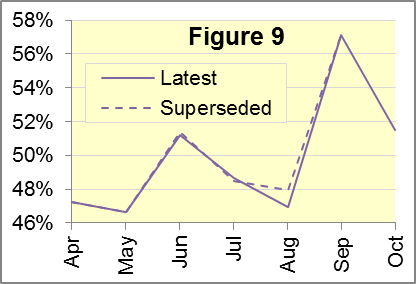 Figure 9
Latest
Superseded
58%
56%
54%
52%
50%
48%
46%
Apr
May
Jun
Jul
Aug
Sep
Oct